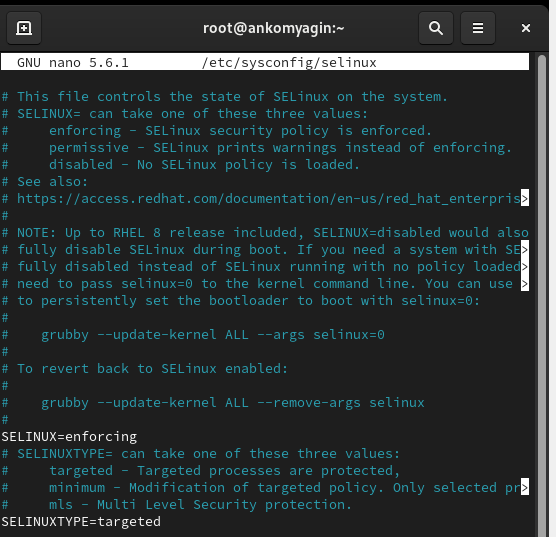 root@ankomyagin:~
GNU nano 5.6.1 /etc/sysconfig/selinux
# This file controls the state of SELinux on the system.
# SELINUX= can take one of these three values:
#     enforcing - SELinux security policy is enforced.
#     permissive - SELinux prints warnings instead of enforcing.
#     disabled - No SELinux policy is loaded.
# See also:
# https://access.redhat.com/documentation/en-us/red_hat_enterpris>
#
# NOTE: Up to RHEL 8 release included, SELINUX=disabled would also
# fully disable SELinux during boot. If you need a system with SE>
# fully disabled instead of SELinux running with no policy loaded>
# need to pass selinux=0 to the kernel command line. You can use >
# to persistently set the bootloader to boot with selinux=0:
#
#    grubby --update-kernel ALL --args selinux=0
#
# To revert back to SELinux enabled:
#
#    grubby --update-kernel ALL --remove-args selinux
#
SELINUX=enforcing
# SELINUXTYPE= can take one of these three values:
#     targeted - Targeted processes are protected,
#     minimum - Modification of targeted policy. Only selected pr>
#     mls - Multi Level Security protection.
SELINUXTYPE=targeted